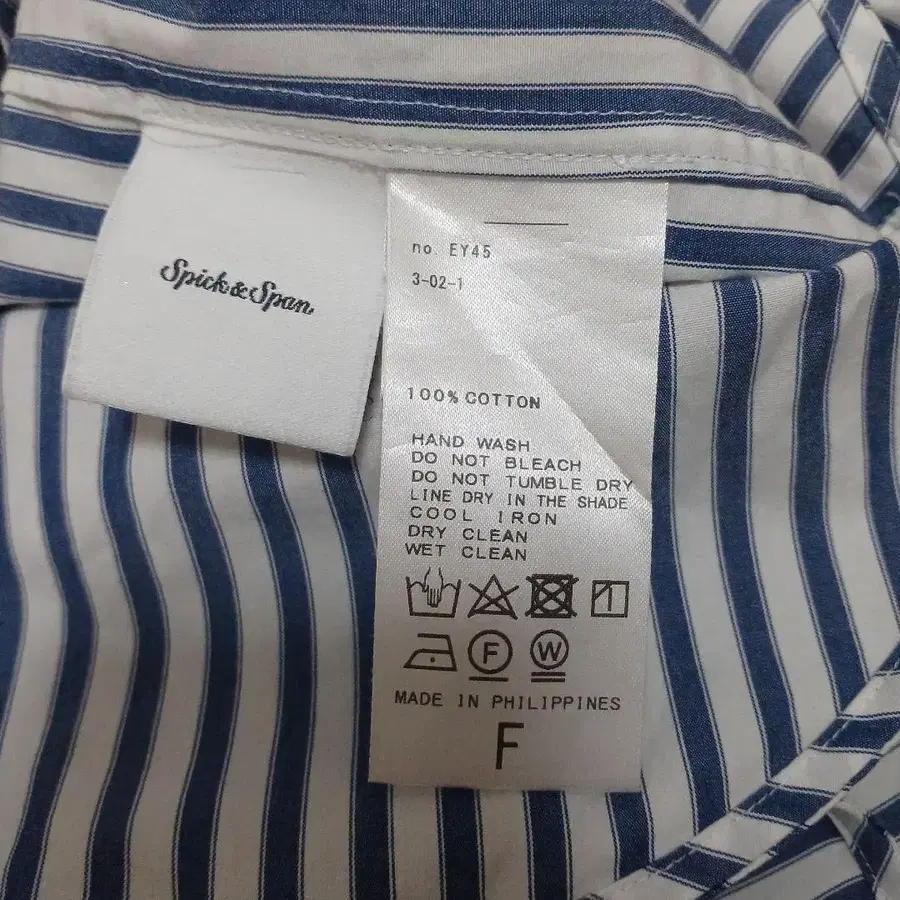 Spick&Span
no. EY45
3-02-1
100% COTTON
HAND WASH
DO NOT BLEACH
DO NOT TUMBLE DRY
LINE DRY IN THE SHADE
COOL IRON
DRY CLEAN
WET CLEAN
F
W
MADE IN PHILIPPINES
F